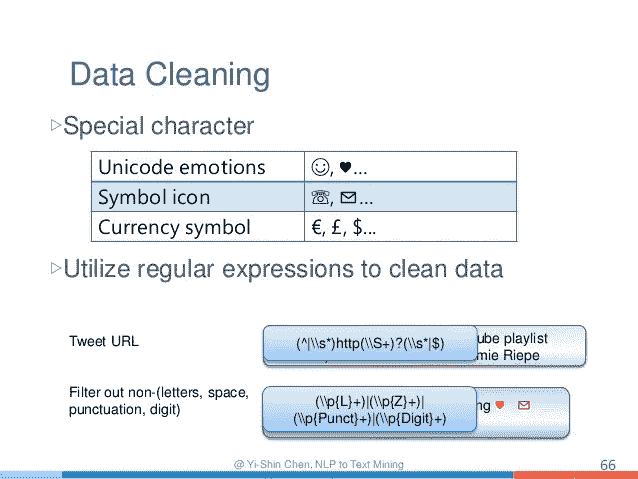 Data Cleaning
▷Special character
Unicode emotions ☺, ♥...
Symbol icon ☏, ✉...
Currency symbol €, £, $...
▷Utilize regular expressions to clean data
Tweet URL
(^|\\s*)http(\\S+)?(\\s*|$)
ube playlist
mie Riepe
Filter out non-(letters, space,
punctuation, digit)
(\\p{L}+)|(\\p{Z}+)|
(\\p{Punct}+)|(\\p{Digit}+)
ng ♥ ✉
@ Yi-Shin Chen, NLP to Text Mining
66